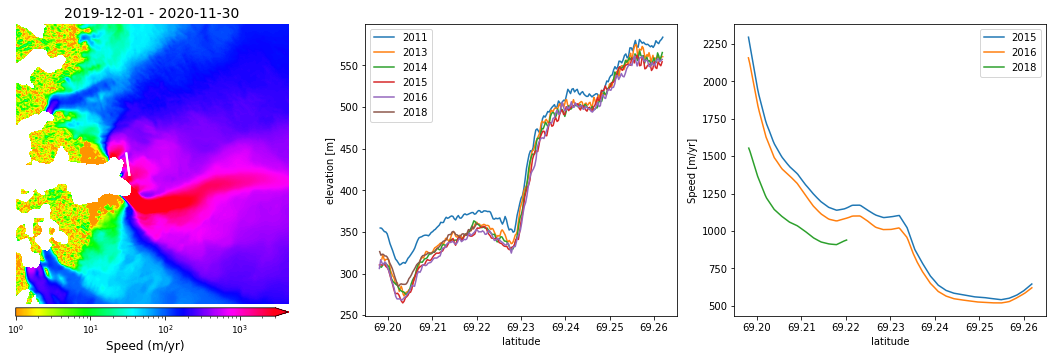 2019-12-01 - 2020-11-30
10⁰ 10¹ 10² 10³
Speed (m/yr)
elevation [m]
550
500
450
400
350
300
250
2011
2013
2014
2015
2016
2018
69.20 69.21 69.22 69.23 69.24 69.25 69.26
latitude
Speed [m/yr]
2250
2000
1750
1500
1250
1000
750
500
2015
2016
2018
69.20 69.21 69.22 69.23 69.24 69.25 69.26
latitude